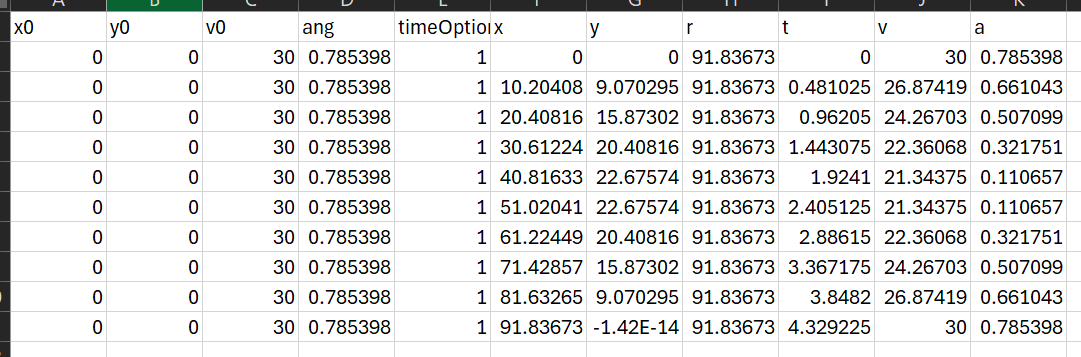 x0 y0 v0 ang timeOptio x y r t v a
0 0 30 0.785398 1 0 0 91.83673 0 30 0.785398
0 0 30 0.785398 1 10.20408 9.070295 91.83673 0.481025 26.87419 0.661043
0 0 30 0.785398 1 20.40816 15.87302 91.83673 0.96205 24.26703 0.507099
0 0 30 0.785398 1 30.61224 20.40816 91.83673 1.443075 22.36068 0.321751
0 0 30 0.785398 1 40.81633 22.67574 91.83673 1.9241 21.34375 0.110657
0 0 30 0.785398 1 51.02041 22.67574 91.83673 2.405125 21.34375 0.110657
0 0 30 0.785398 1 61.22449 20.40816 91.83673 2.88615 22.36068 0.321751
0 0 30 0.785398 1 71.42857 15.87302 91.83673 3.367175 24.26703 0.507099
0 0 30 0.785398 1 81.63265 9.070295 91.83673 3.8482 26.87419 0.661043
0 0 30 0.785398 1 91.83673 -1.42E-14 91.83673 4.329225 30 0.785398